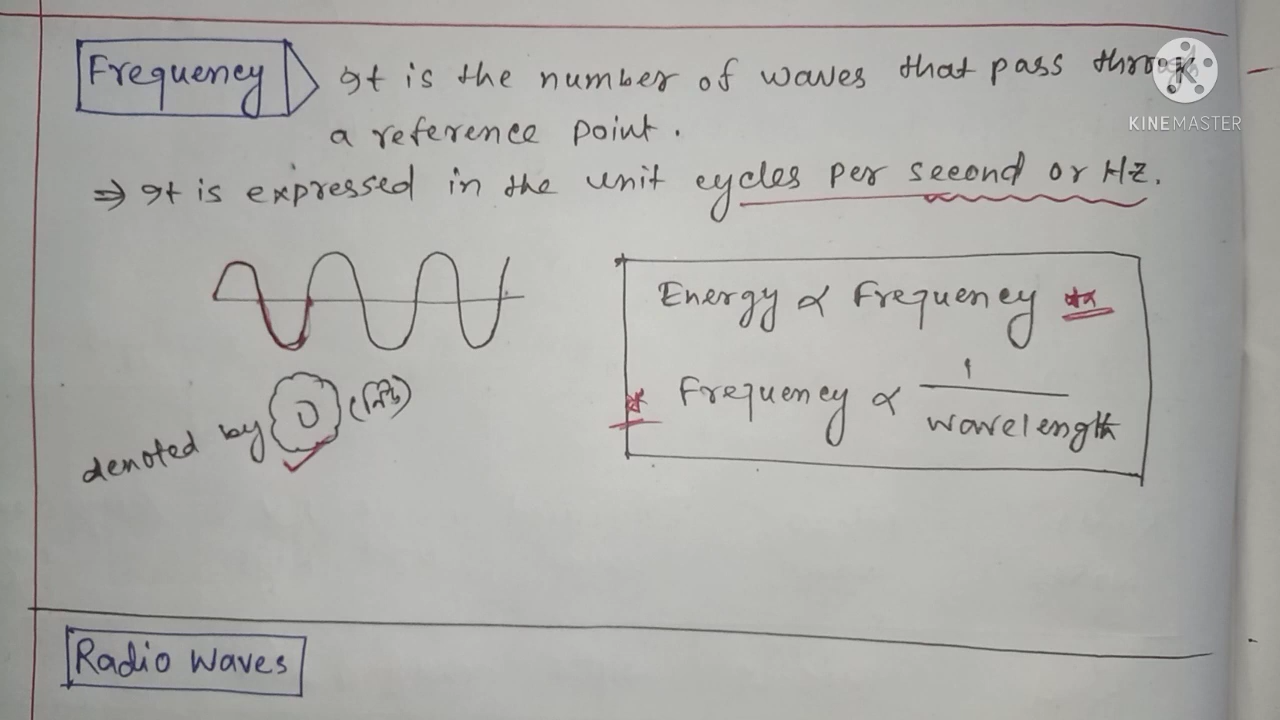 Frequency It is the number of waves that pass through
a reference point.
⇒ It is expressed in the unit cycles per second or Hz.
Energy ∝ Frequency
Frequency ∝ 1 / wavelength
denoted by ν
Radio Waves
KINEMASTER